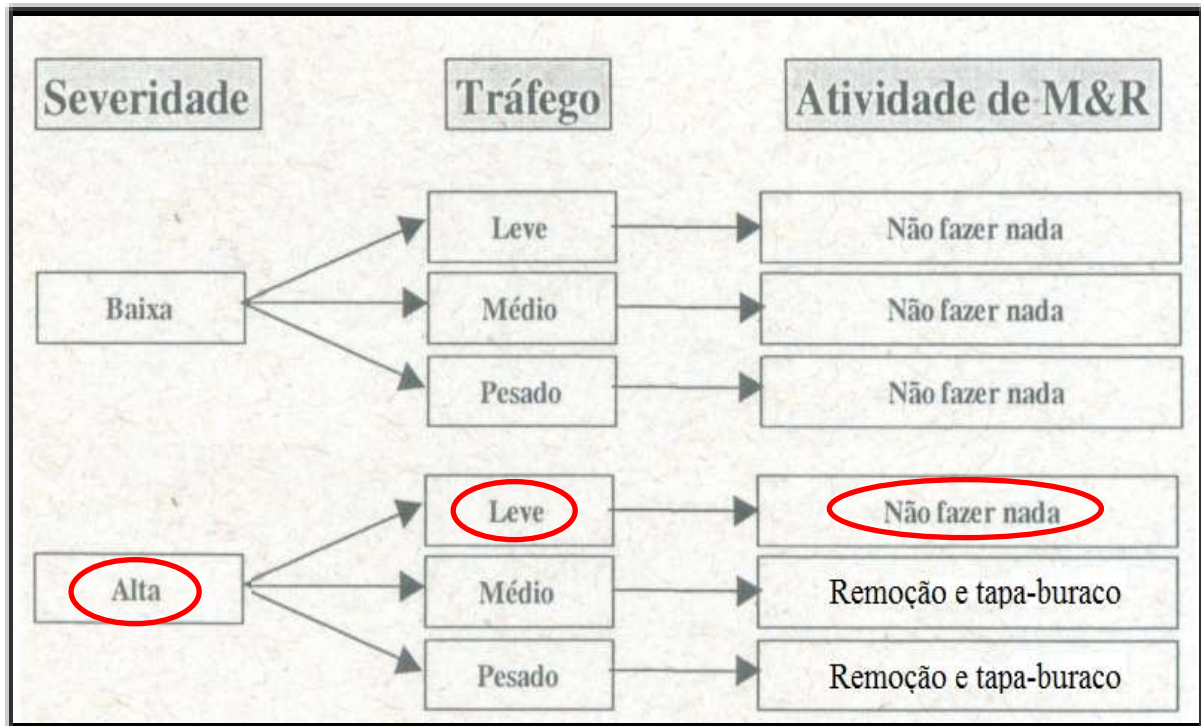 Severidade
Tráfego
Atividade de M&R
Leve
Não fazer nada
Baixa
Médio
Não fazer nada
Pesado
Não fazer nada
Leve
Não fazer nada
Alta
Médio
Remoção e tapa-buraco
Pesado
Remoção e tapa-buraco